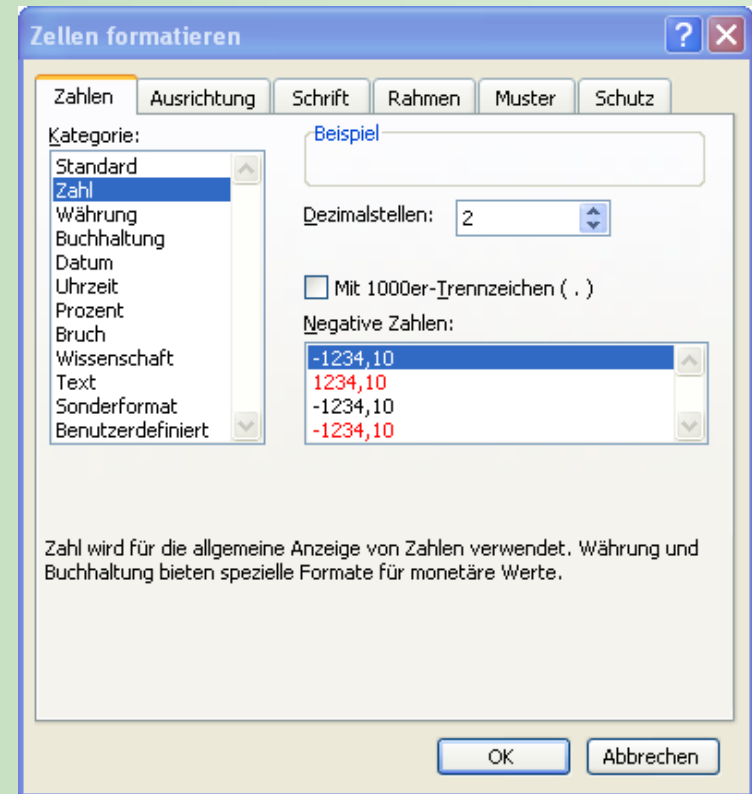 Zellen formatieren
Zahlen Ausrichtung Schrift Rahmen Muster Schutz
Kategorie:
Standard
Zahl
Währung
Buchhaltung
Datum
Uhrzeit
Prozent
Bruch
Wissenschaft
Text
Sonderformat
Benutzerdefiniert
Beispiel
Dezimalstellen: 2
Mit 1000er-Trennzeichen ( . )
Negative Zahlen:
-1234,10
1234,10
-1234,10
-1234,10
Zahl wird für die allgemeine Anzeige von Zahlen verwendet. Währung und
Buchhaltung bieten spezielle Formate für monetäre Werte.
OK Abbrechen